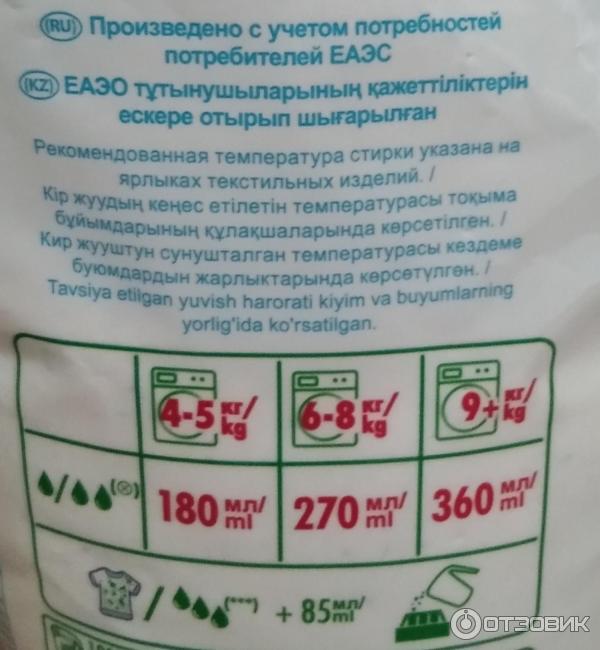 (RU) Произведено с учетом потребностей
потребителей ЕАЭС
(KZ) ЕАЭО тұтынушыларының қажеттіліктерін
ескере отырып шығарылған
Рекомендованная температура стирки указана на
ярлыках текстильных изделий. /
Кір жуудың кеңес етілетін температурасы тоқыма
бұйымдарының құлақшаларында көрсетілген. /
Кир жууштун сунушталган температурасы кездеме
буюмдардын жарлыктарында көрсөтүлгөн. /
Tavsiya etilgan yuvish harorati kiyim va buyumlarning
yorlig'ida ko'rsatilgan.
4-5 кг/kg 6-8 кг/kg 9+ кг/kg
/ 180 мл/ml 270 мл/ml 360 мл/ml
/ (***) + 85 мл/ml
ОТЗОВИК